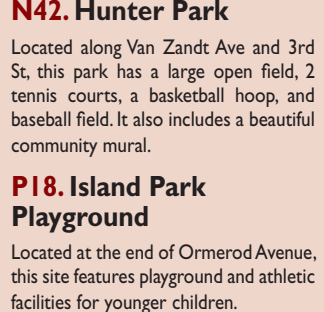 N42. Hunter Park
Located along Van Zandt Ave and 3rd
St, this park has a large open field, 2
tennis courts, a basketball hoop, and
baseball field. It also includes a beautiful
community mural.
P18. Island Park
Playground
Located at the end of Ormerod Avenue,
this site features playground and athletic
facilities for younger children.